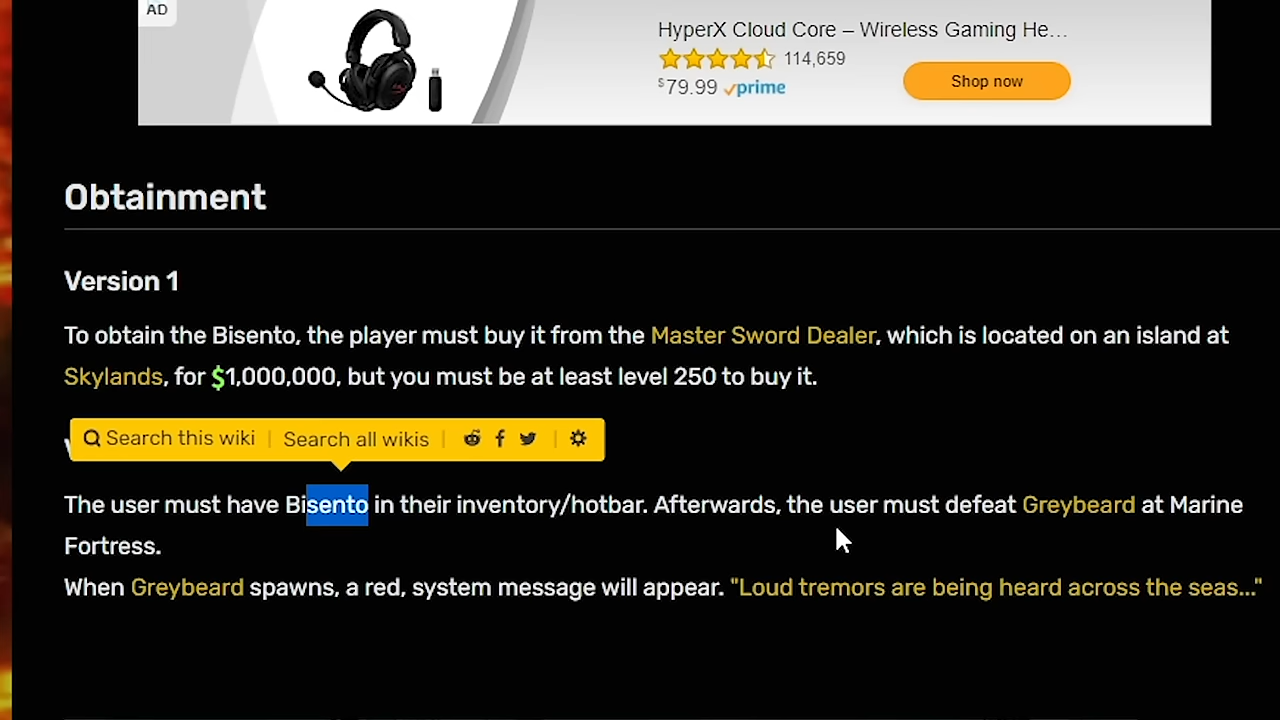 AD
HyperX Cloud Core – Wireless Gaming He...
114,659
$79.99 prime
Shop now
Obtainment
Version 1
To obtain the Bisento, the player must buy it from the Master Sword Dealer, which is located on an island at
Skylands, for $1,000,000, but you must be at least level 250 to buy it.
Search this wiki | Search all wikis
The user must have Bisento in their inventory/hotbar. Afterwards, the user must defeat Greybeard at Marine
Fortress.
When Greybeard spawns, a red, system message will appear. "Loud tremors are being heard across the seas..."